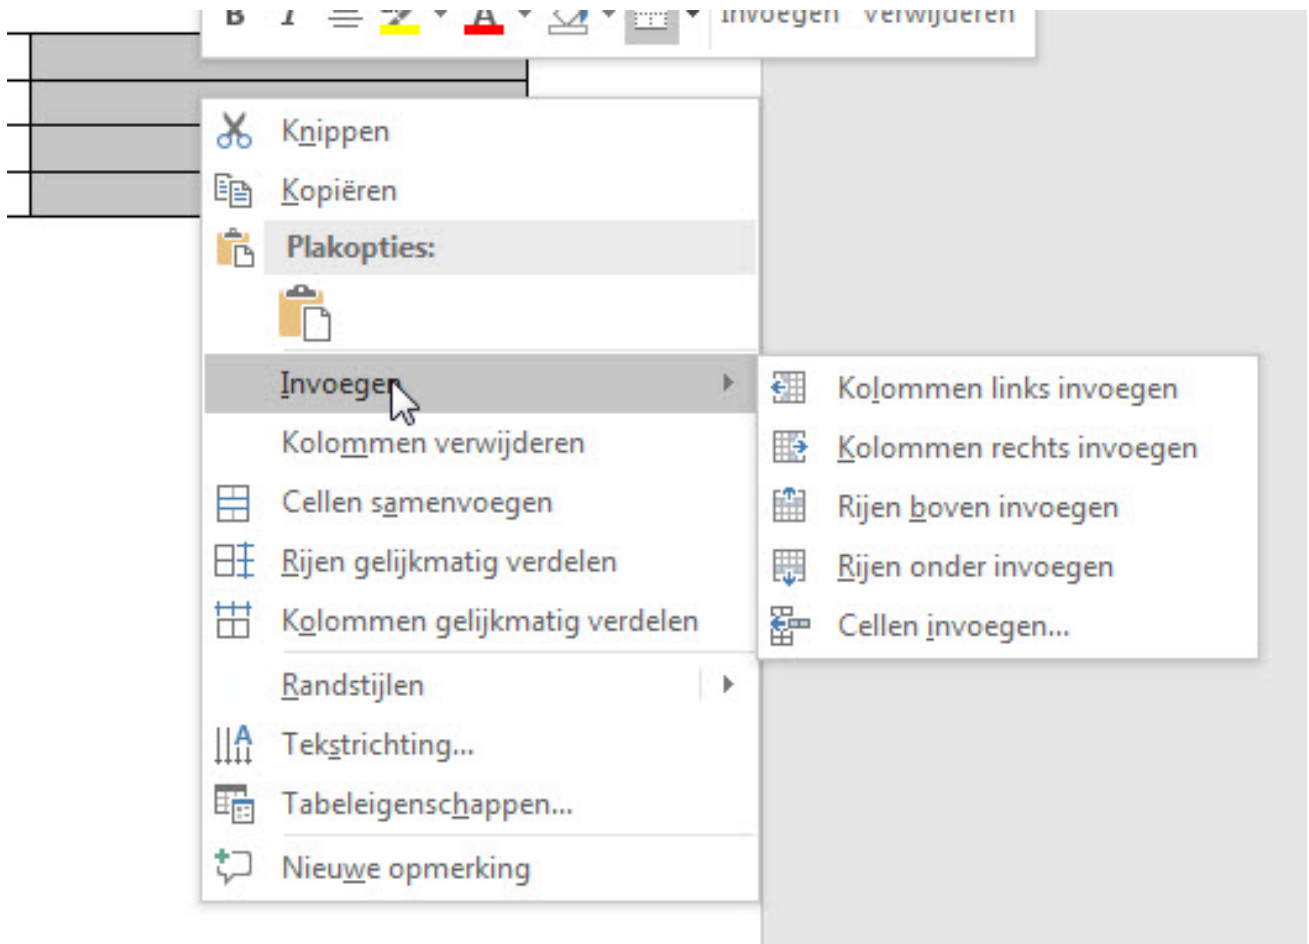 B I A Invoegen Verwijderen
Knippen
Kopiëren
Plakopties:
Invoegen
Kolommen links invoegen
Kolommen verwijderen
Kolommen rechts invoegen
Cellen samenvoegen
Rijen boven invoegen
Rijen gelijkmatig verdelen
Rijen onder invoegen
Kolommen gelijkmatig verdelen
Cellen invoegen...
Randstijlen
Tekstrichting...
Tabeleigenschappen...
Nieuwe opmerking